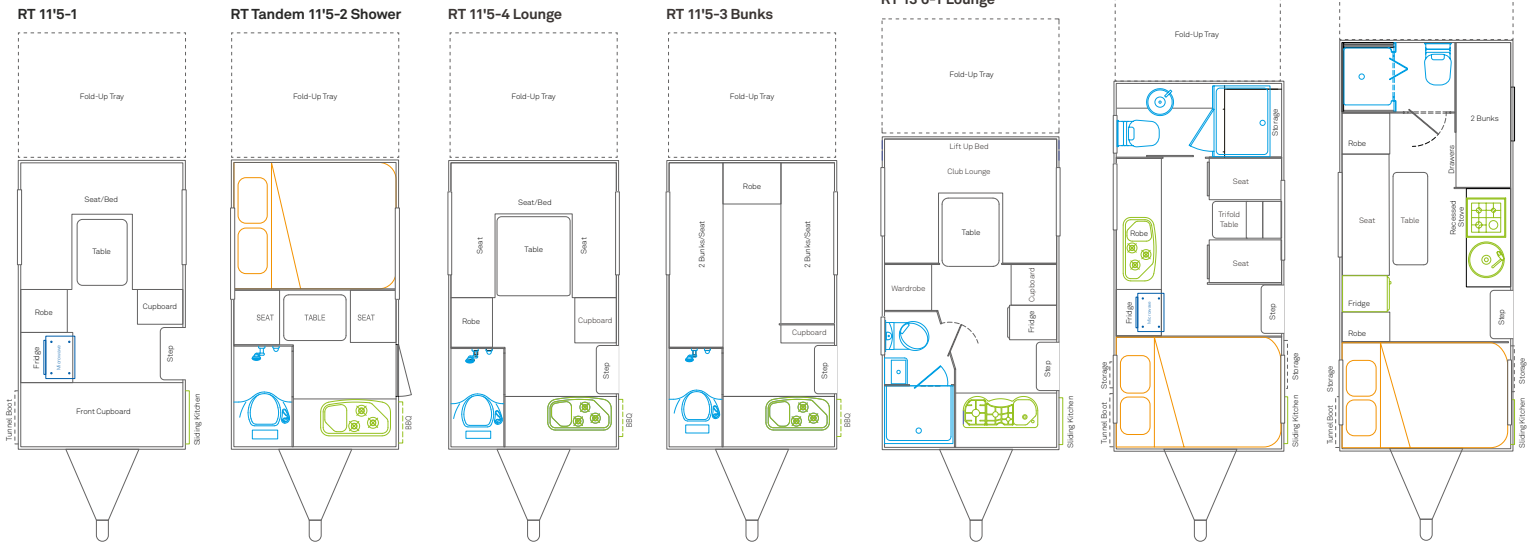 RT 11'5-1
Fold-Up Tray
Seat/Bed
Table
Robe
Cupboard
Fridge
Microwave
Step
Front Cupboard
Tunnel Boot
Sliding Kitchen
RT Tandem 11'5-2 Shower
Fold-Up Tray
SEAT
TABLE
SEAT
BBQ
RT 11'5-4 Lounge
Fold-Up Tray
Seat/Bed
Seat
Table
Seat
Robe
Cupboard
Step
BBQ
RT 11'5-3 Bunks
Fold-Up Tray
Robe
2 Bunks/Seat
2 Bunks/Seat
Cupboard
Step
BBQ
Lounge
Fold-Up Tray
Lift Up Bed
Club Lounge
Table
Wardrobe
Cupboard
Fridge
Step
Sliding Kitchen
Fold-Up Tray
Storage
Seat
Trifold
Table
Robe
Seat
Fridge
Microwave
Step
Storage
Storage
Tunnel Boot
Sliding Kitchen
2 Bunks
Robe
Drawers
Seat
Table
Recessed
Stove
Fridge
Step
Robe
Storage
Storage
Tunnel Boot
Sliding Kitchen